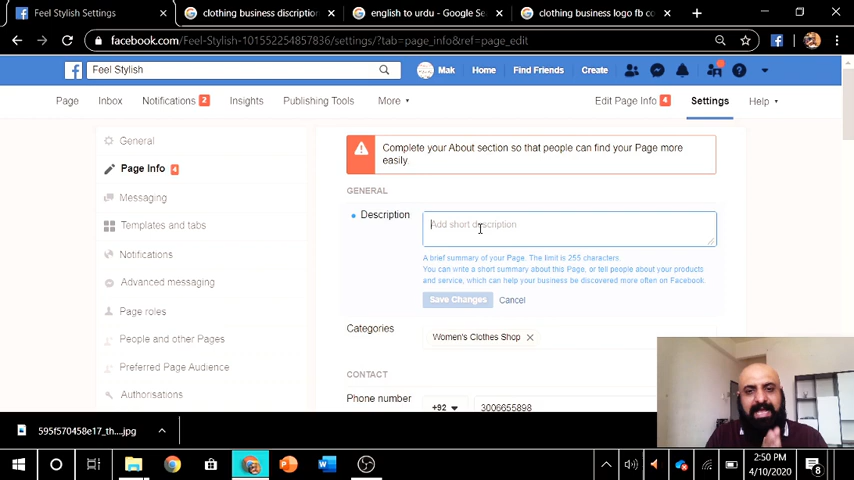 Feel Stylish Settings
clothing business discription
english to urdu - Google Se
clothing business logo fb co
facebook.com/Feel-Stylish-101552254857836/settings/?tab=page_info&ref=page_edit
Feel Stylish
Mak
Home
Find Friends
Create
Page
Inbox
Notifications 2
Insights
Publishing Tools
More
Edit Page Info 4
Settings
Help
General
Page Info 4
Messaging
Templates and tabs
Notifications
Advanced messaging
Page roles
People and other Pages
Preferred Page Audience
Authorisations
Complete your About section so that people can find your Page more
easily.
GENERAL
Description
Add short description
A brief summary of your Page. The limit is 255 characters.
You can write a short summary about this Page, or tell people about your products
and service, which can help your business be discovered more often on Facebook.
Save Changes
Cancel
Categories
Women's Clothes Shop
CONTACT
Phone number
+92
3006655898
595f570458e17_th....jpg
2:50 PM
4/10/2020
8